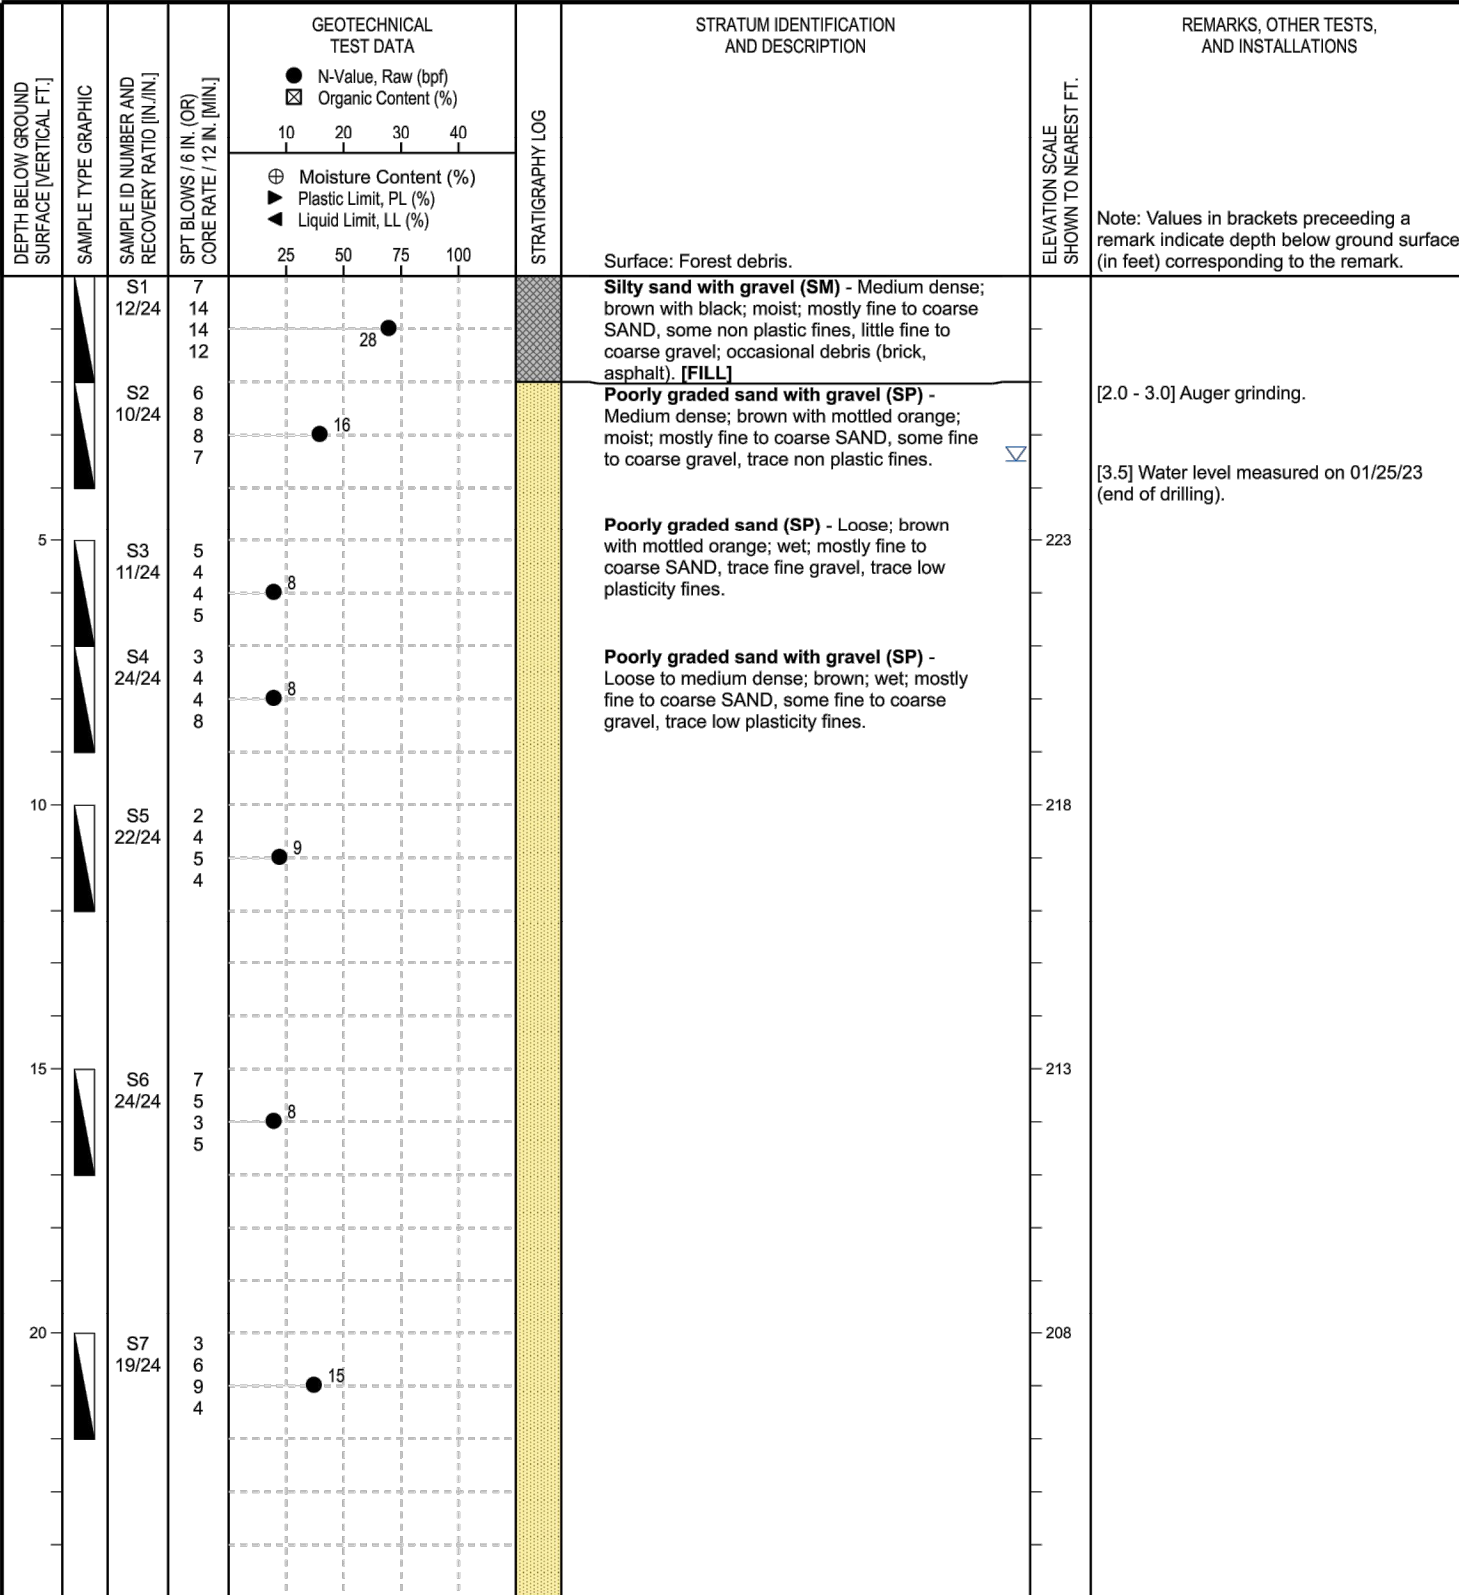 GEOTECHNICAL
TEST DATA
STRATUM IDENTIFICATION
AND DESCRIPTION
REMARKS, OTHER TESTS,
AND INSTALLATIONS
DEPTH BELOW GROUND
SURFACE [VERTICAL FT.]
SAMPLE TYPE GRAPHIC
SAMPLE ID NUMBER AND
RECOVERY RATIO [IN./IN.]
SPT BLOWS / 6 IN. (OR)
CORE RATE / 12 IN. [MIN.]
N-Value, Raw (bpf)
Organic Content (%)
10 20 30 40
Moisture Content (%)
Plastic Limit, PL (%)
Liquid Limit, LL (%)
25 50 75 100
STRATIGRAPHY LOG
Surface: Forest debris.
ELEVATION SCALE
SHOWN TO NEAREST FT.
Note: Values in brackets preceeding a
remark indicate depth below ground surface
(in feet) corresponding to the remark.
S1
12/24
7
14
14
12
28
Silty sand with gravel (SM) - Medium dense;
brown with black; moist; mostly fine to coarse
SAND, some non plastic fines, little fine to
coarse gravel; occasional debris (brick,
asphalt). [FILL]
S2
10/24
6
8
8
7
16
Poorly graded sand with gravel (SP) -
Medium dense; brown with mottled orange;
moist; mostly fine to coarse SAND, some fine
to coarse gravel, trace non plastic fines.
[2.0 - 3.0] Auger grinding.
[3.5] Water level measured on 01/25/23
(end of drilling).
5
S3
11/24
5
4
4
5
8
Poorly graded sand (SP) - Loose; brown
with mottled orange; wet; mostly fine to
coarse SAND, trace fine gravel, trace low
plasticity fines.
223
S4
24/24
3
4
4
8
8
Poorly graded sand with gravel (SP) -
Loose to medium dense; brown; wet; mostly
fine to coarse SAND, some fine to coarse
gravel, trace low plasticity fines.
10
S5
22/24
2
4
5
4
9
218
15
S6
24/24
7
5
3
5
8
213
20
S7
19/24
3
6
9
4
15
208